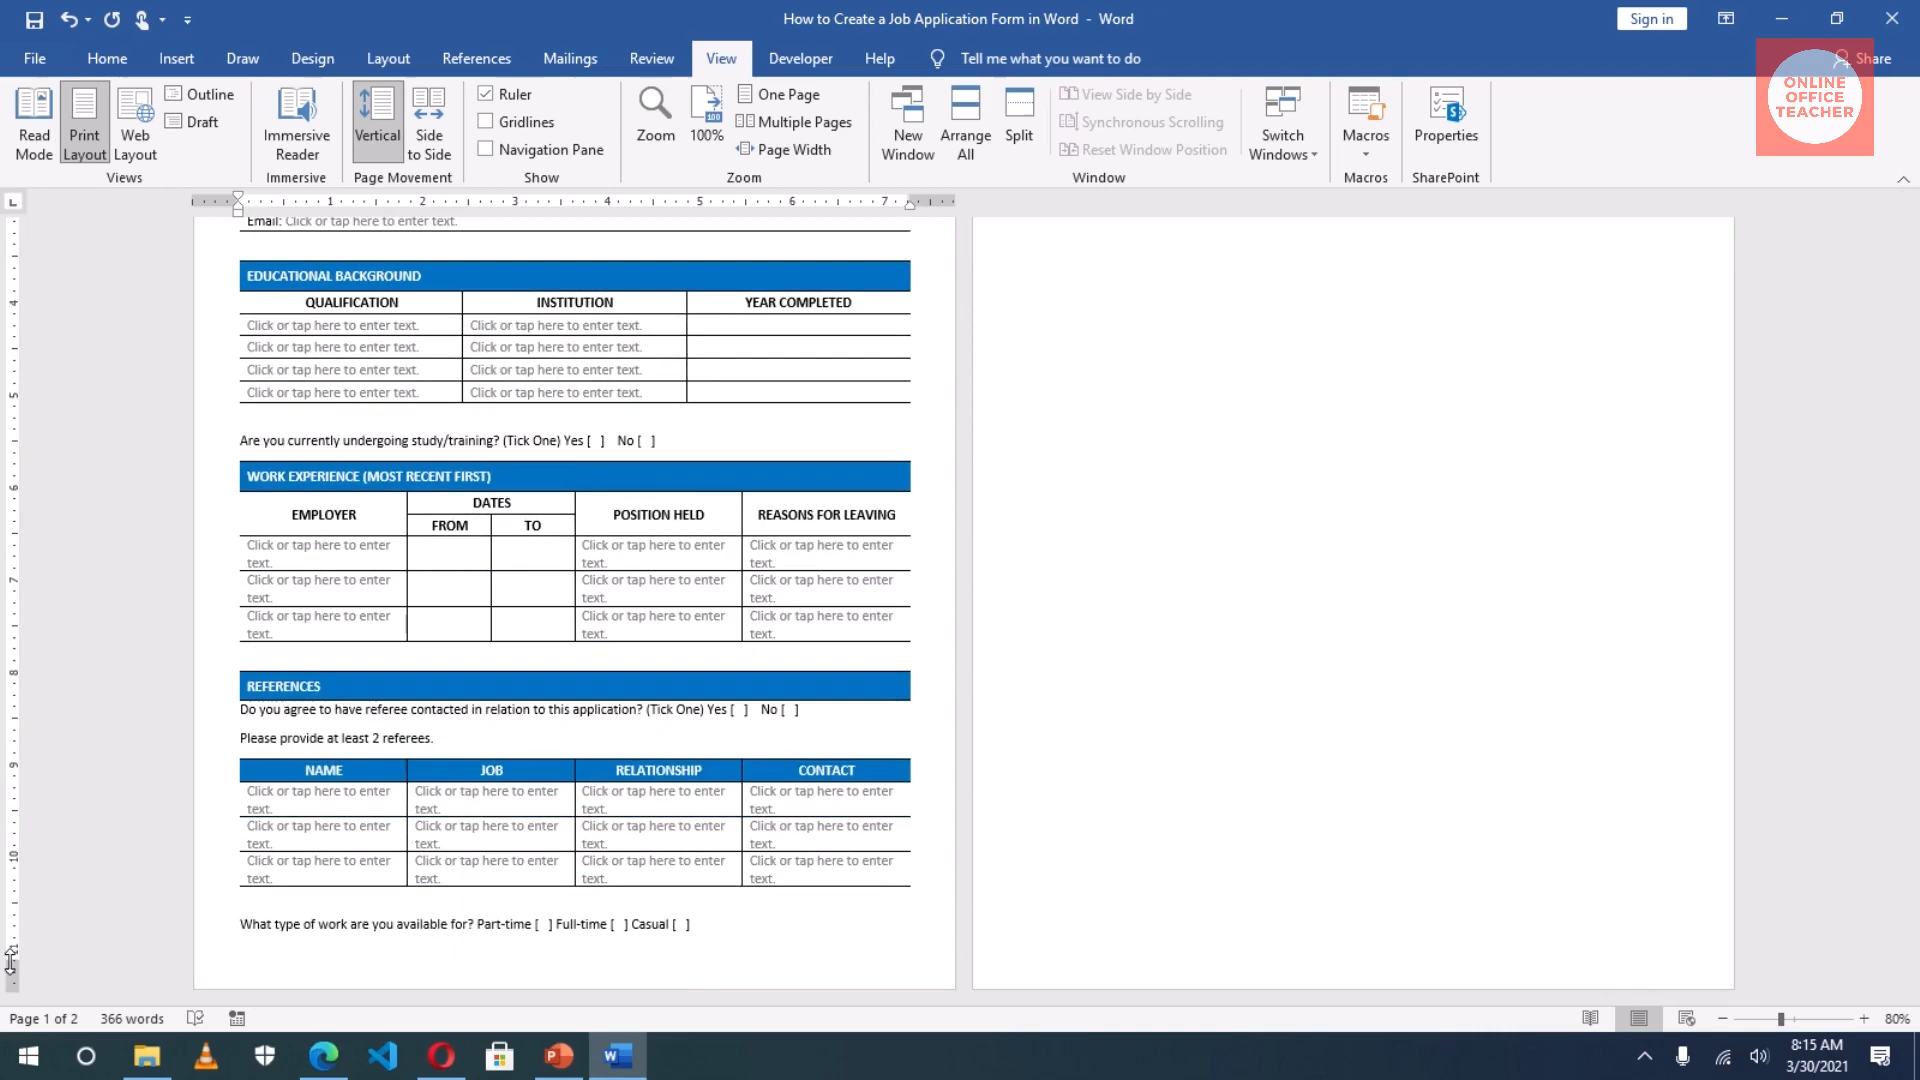 How to Create a Job Application Form in Word - Word
Sign in
File Home Insert Draw Design Layout References Mailings Review View Developer Help Tell me what you want to do Share
ONLINE
OFFICE
TEACHER
Read Mode
Print Layout
Web Layout
Outline
Draft
Views
Immersive Reader
Immersive
Vertical
Side to Side
Page Movement
Ruler
Gridlines
Navigation Pane
Show
Zoom
100
100%
One Page
Multiple Pages
Page Width
Zoom
New Window
Arrange All
Split
View Side by Side
Synchronous Scrolling
Reset Window Position
Switch Windows
Window
Macros
Macros
Properties
SharePoint
1 2 3 4 5 6 7
4
5
6
7
8
9
10
Email: Click or tap here to enter text.
EDUCATIONAL BACKGROUND
QUALIFICATION INSTITUTION YEAR COMPLETED
Click or tap here to enter text. Click or tap here to enter text.
Click or tap here to enter text. Click or tap here to enter text.
Click or tap here to enter text. Click or tap here to enter text.
Click or tap here to enter text. Click or tap here to enter text.
Are you currently undergoing study/training? (Tick One) Yes [ ] No [ ]
WORK EXPERIENCE (MOST RECENT FIRST)
EMPLOYER DATES POSITION HELD REASONS FOR LEAVING
FROM TO
Click or tap here to enter Click or tap here to enter Click or tap here to enter
text. text. text.
Click or tap here to enter Click or tap here to enter Click or tap here to enter
text. text. text.
Click or tap here to enter Click or tap here to enter Click or tap here to enter
text. text. text.
REFERENCES
Do you agree to have referee contacted in relation to this application? (Tick One) Yes [ ] No [ ]
Please provide at least 2 referees.
NAME JOB RELATIONSHIP CONTACT
Click or tap here to enter Click or tap here to enter Click or tap here to enter Click or tap here to enter
text. text. text. text.
Click or tap here to enter Click or tap here to enter Click or tap here to enter Click or tap here to enter
text. text. text. text.
Click or tap here to enter Click or tap here to enter Click or tap here to enter Click or tap here to enter
text. text. text. text.
What type of work are you available for? Part-time [ ] Full-time [ ] Casual [ ]
Page 1 of 2 366 words
80%
8:15 AM
3/30/2021